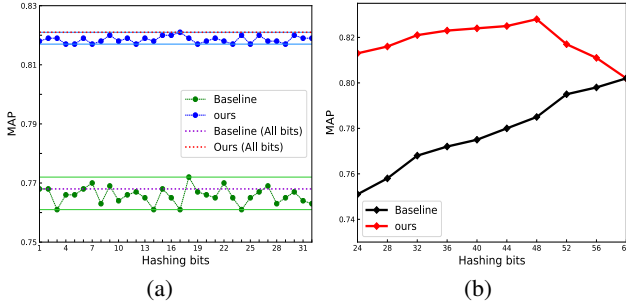 0.83
0.81
0.79
0.77
0.75
MAP
1 4 7 10 13 16 19 22 25 28 31
Hashing bits
Baseline
ours
Baseline (All bits)
Ours (All bits)
(a)
0.82
0.80
0.78
0.76
0.74
MAP
24 28 32 36 40 44 48 52 56
Hashing bits
Baseline
ours
(b)